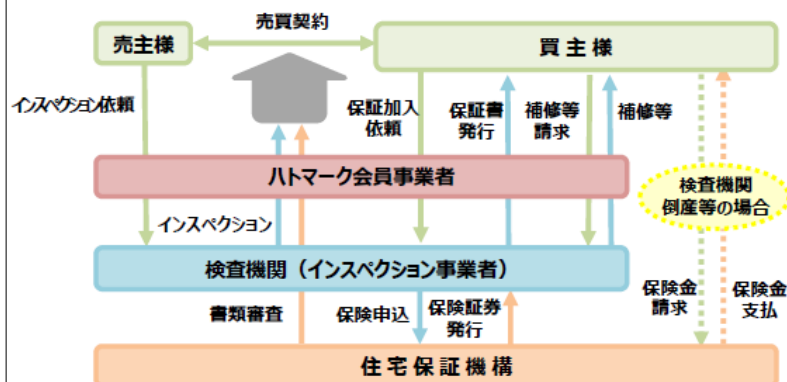 売買契約
売主様
買主様
インスペクション依頼
保証加入
依頼
保証書
発行
補修等
請求
補修等
ハトマーク会員事業者
検査機関
倒産等の場合
インスペクション
検査機関（インスペクション事業者）
書類審査
保険申込
保険証券
発行
保険金
請求
保険金
支払
住宅保証機構